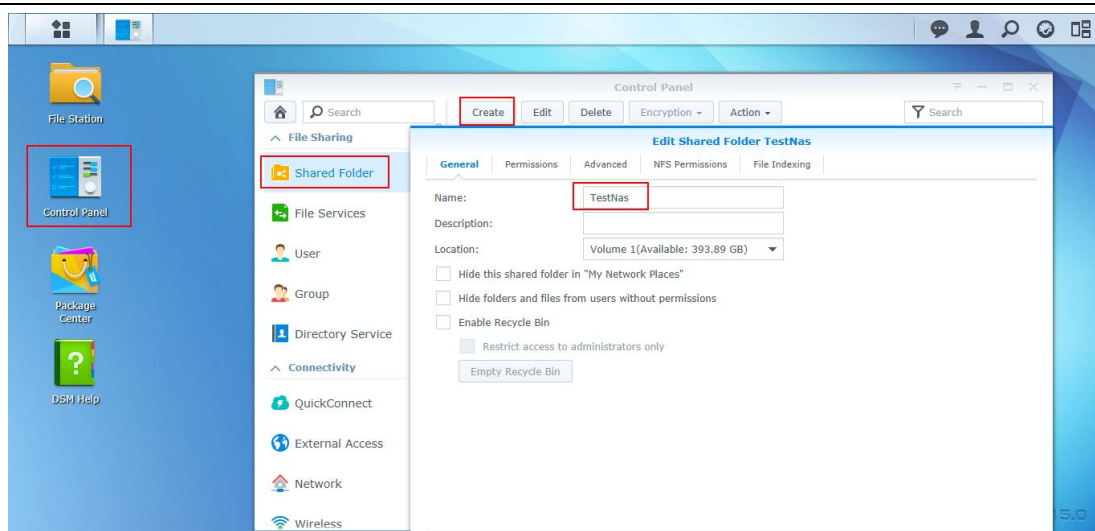 File Station
Control Panel
Package
Center
DSM Help
Control Panel
Search
Create Edit Delete Encryption Action
Search
File Sharing
Shared Folder
File Services
User
Group
Directory Service
Connectivity
QuickConnect
External Access
Network
Wireless
Edit Shared Folder TestNas
General Permissions Advanced NFS Permissions File Indexing
Name: TestNas
Description:
Location: Volume 1(Available: 393.89 GB)
Hide this shared folder in "My Network Places"
Hide folders and files from users without permissions
Enable Recycle Bin
Restrict access to administrators only
Empty Recycle Bin
5.0